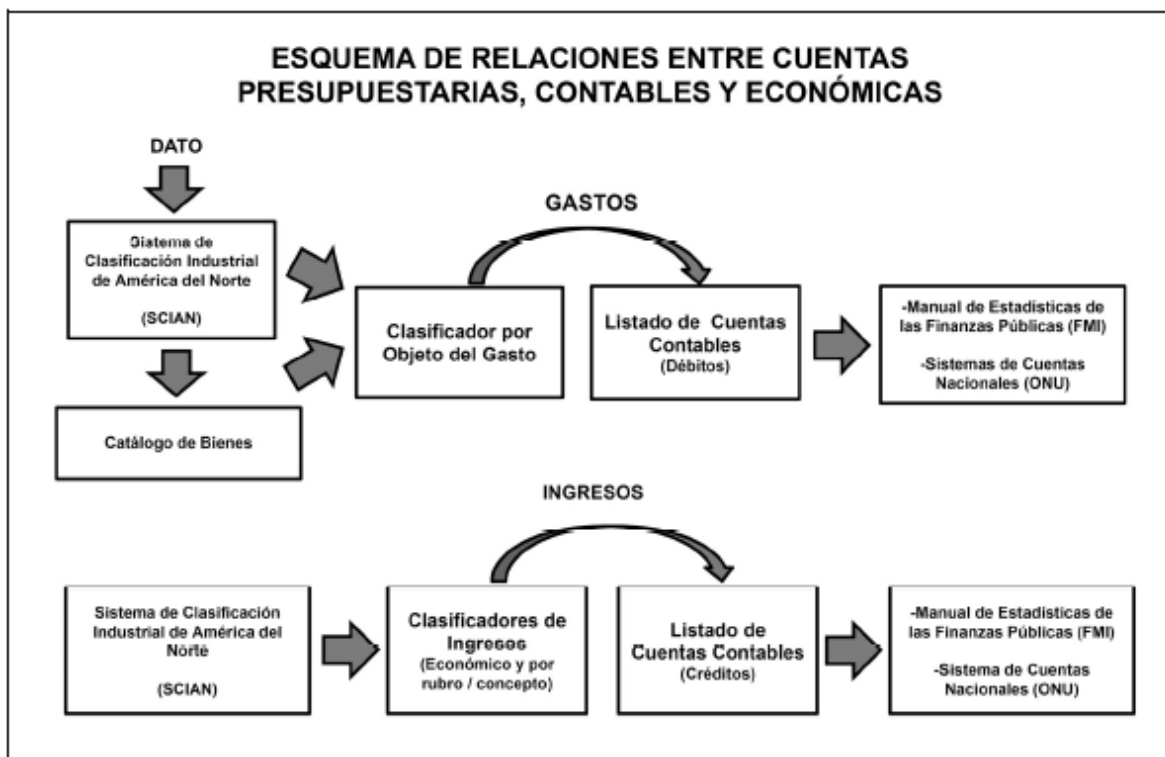 ESQUEMA DE RELACIONES ENTRE CUENTAS
PRESUPUESTARIAS, CONTABLES Y ECONÓMICAS
DATO
GASTOS
Sistema de
Clasificación Industrial
de América del Norte
(SCIAN)
Clasificador por
Objeto del Gasto
Listado de Cuentas
Contables
(Débitos)
-Manual de Estadísticas de
las Finanzas Públicas (FMI)
-Sistemas de Cuentas
Nacionales (ONU)
Catálogo de Bienes
INGRESOS
Sistema de Clasificación
Industrial de América del
Norte
(SCIAN)
Clasificadores de
Ingresos
(Económico y por
rubro / concepto)
Listado de
Cuentas Contables
(Créditos)
-Manual de Estadísticas de
las Finanzas Públicas (FMI)
-Sistema de Cuentas
Nacionales (ONU)